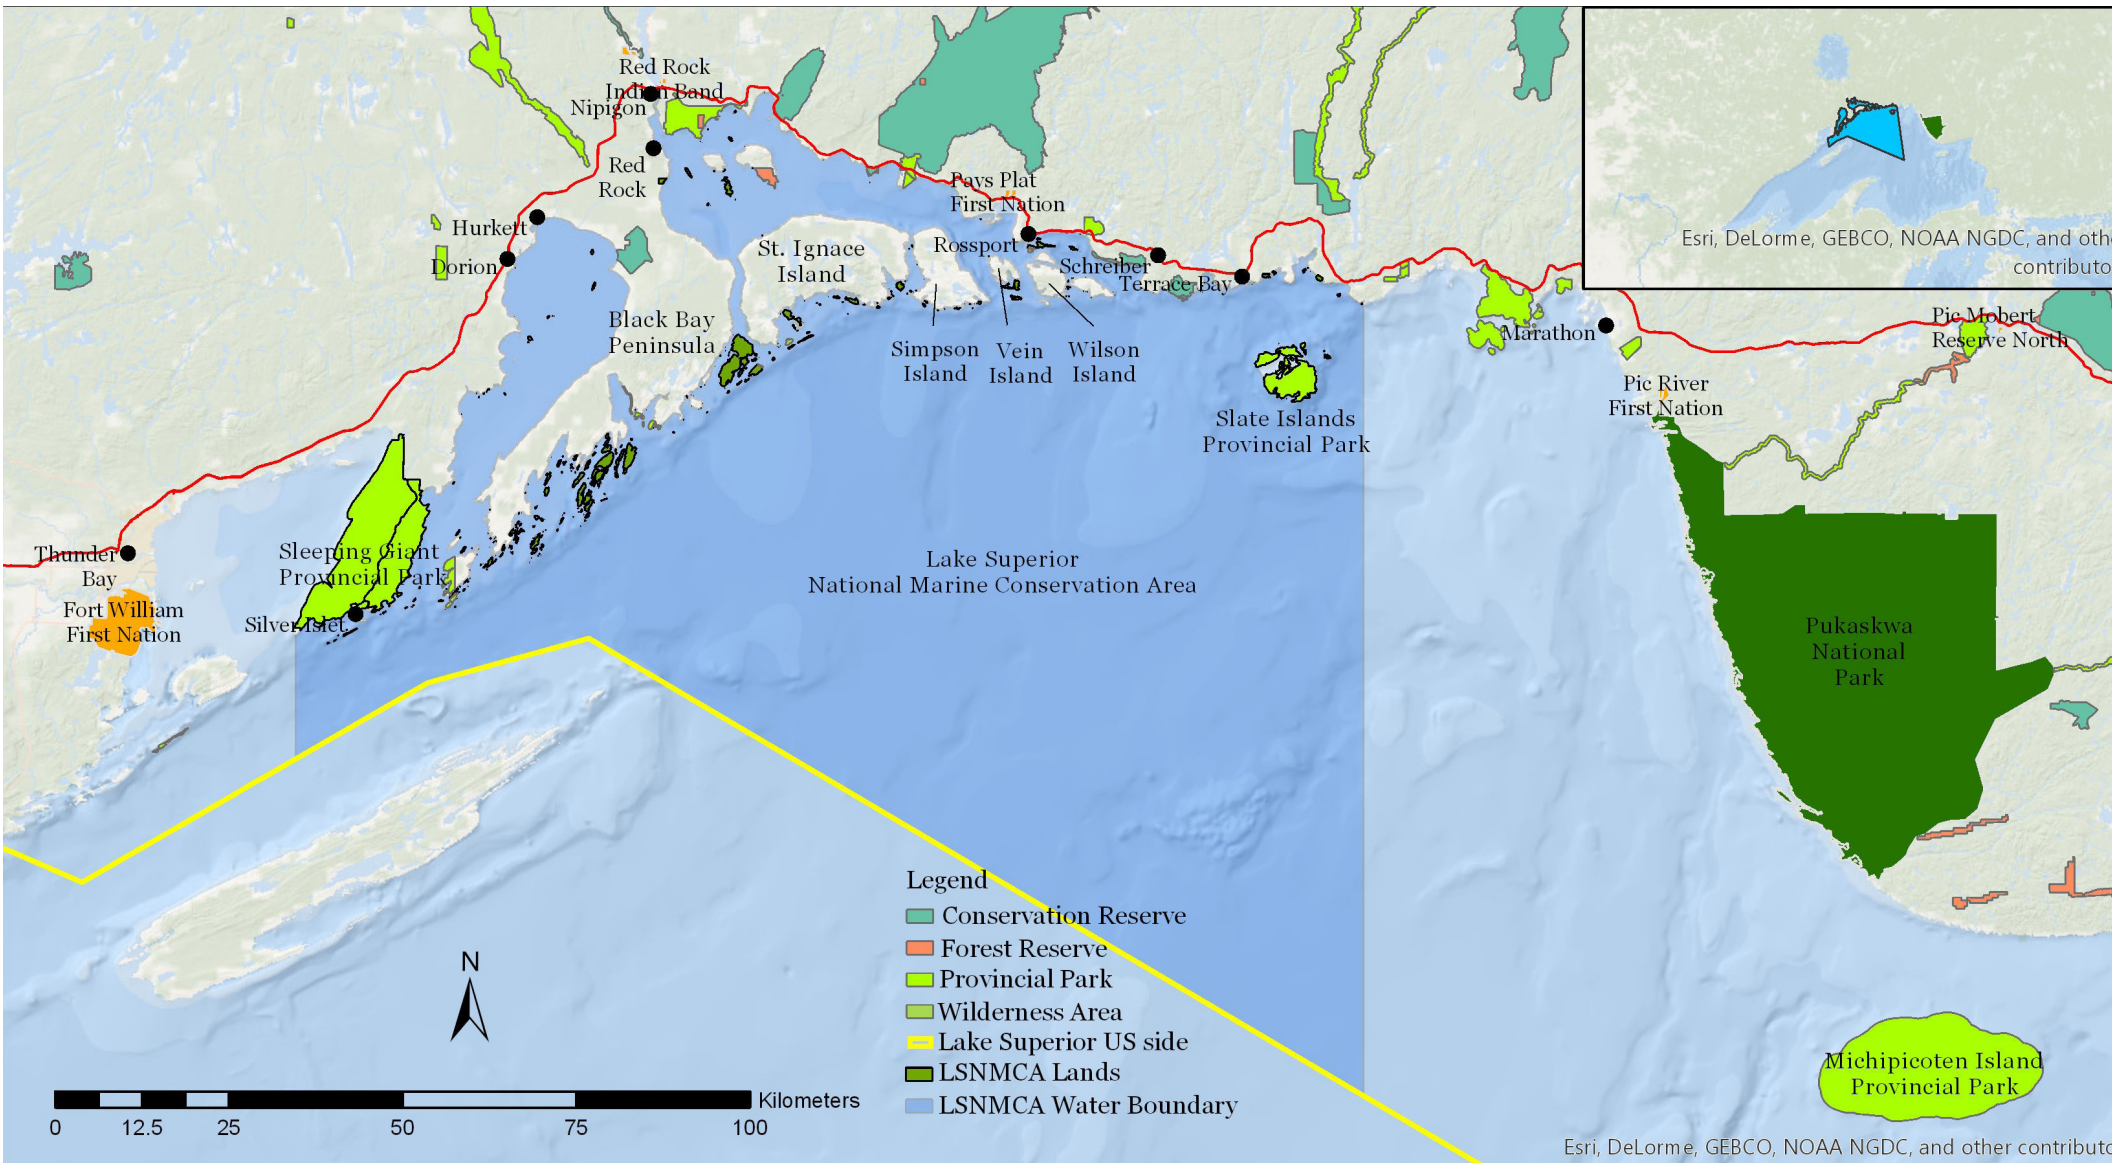 Red Rock
Indian Band
Nipigon
Red
Rock
Hurkett
Dorion
Pays Plat
First Nation
Rossport
Schreiber
Terrace Bay
St. Ignace
Island
Black Bay
Peninsula
Simpson
Island
Vein
Island
Wilson
Island
Slate Islands
Provincial Park
Marathon
Pic Mobert
Reserve North
Pic River
First Nation
Esri, DeLorme, GEBCO, NOAA NGDC, and othe
contributo
Thunder
Bay
Fort William
First Nation
Sleeping Giant
Provincial Park
Silver Islet
Lake Superior
National Marine Conservation Area
Pukaskwa
National
Park
Michipicoten Island
Provincial Park
N
Legend
Conservation Reserve
Forest Reserve
Provincial Park
Wilderness Area
Lake Superior US side
LSNMCA Lands
LSNMCA Water Boundary
Kilometers
0 12.5 25 50 75 100
Esri, DeLorme, GEBCO, NOAA NGDC, and other contributo